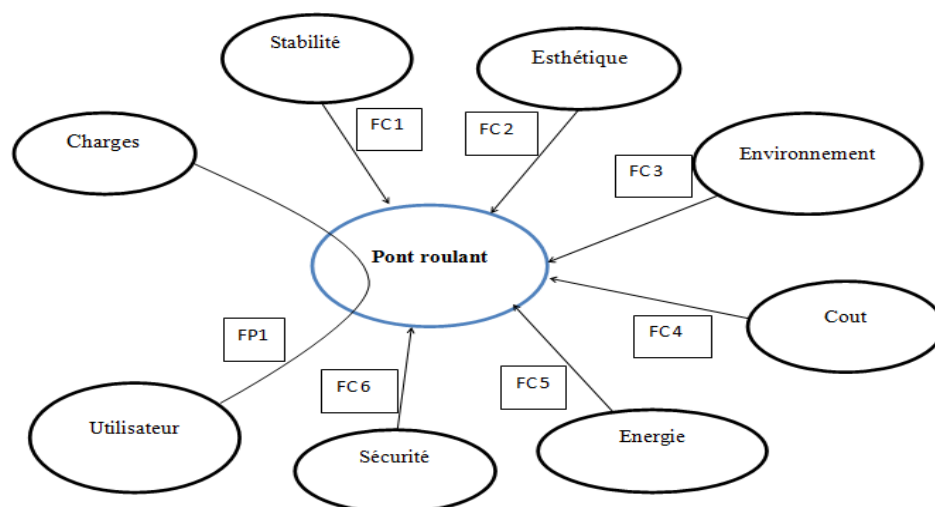 Stabilité
Esthétique
FC1
FC2
Charges
Environnement
FC3
Pont roulant
Cout
FP1
FC4
FC6
FC5
Utilisateur
Sécurité
Energie